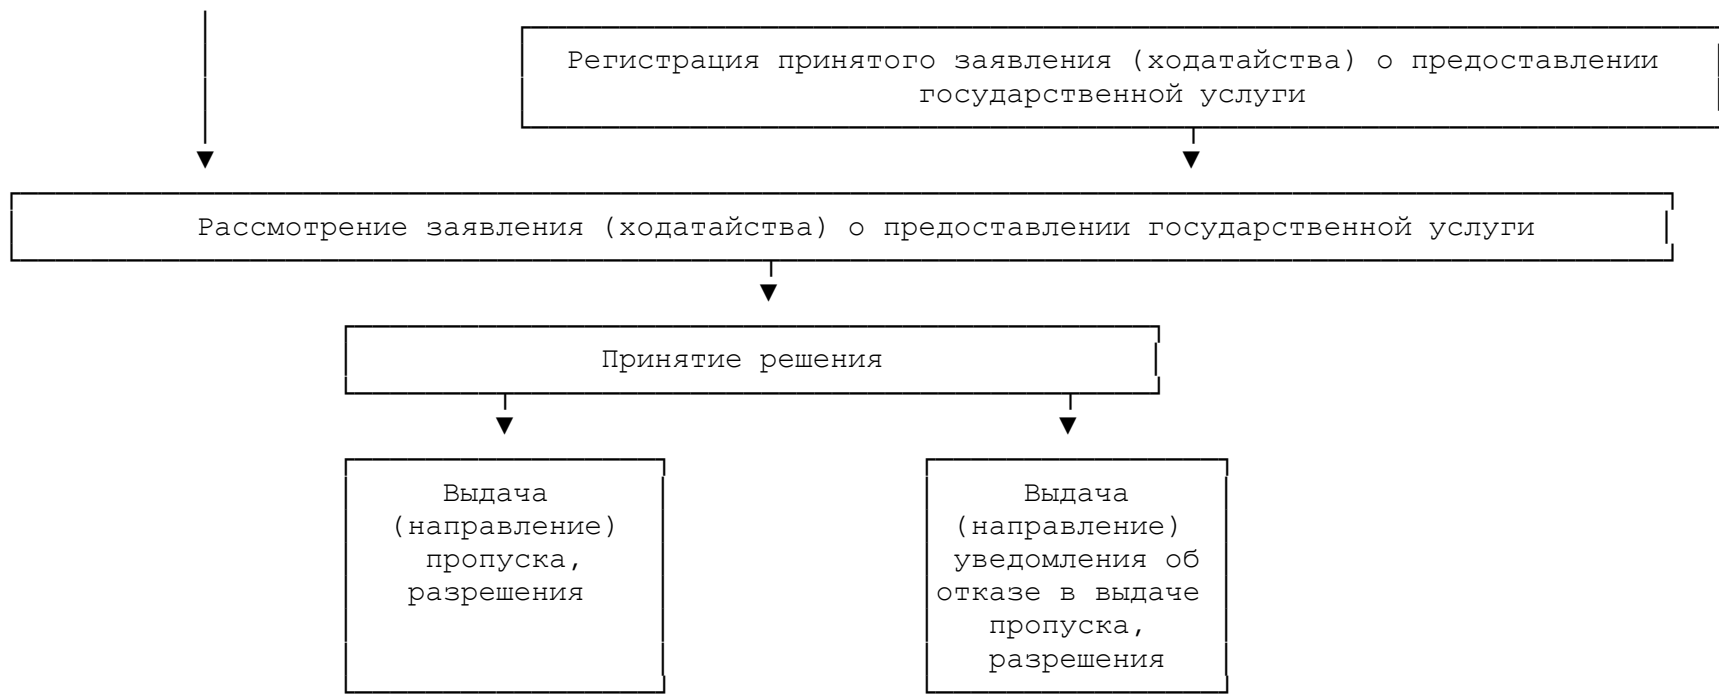 Регистрация принятого заявления (ходатайства) о предоставлении
государственной услуги
Рассмотрение заявления (ходатайства) о предоставлении государственной услуги
Принятие решения
Выдача
(направление)
пропуска,
разрешения
Выдача
(направление)
уведомления об
отказе в выдаче
пропуска,
разрешения